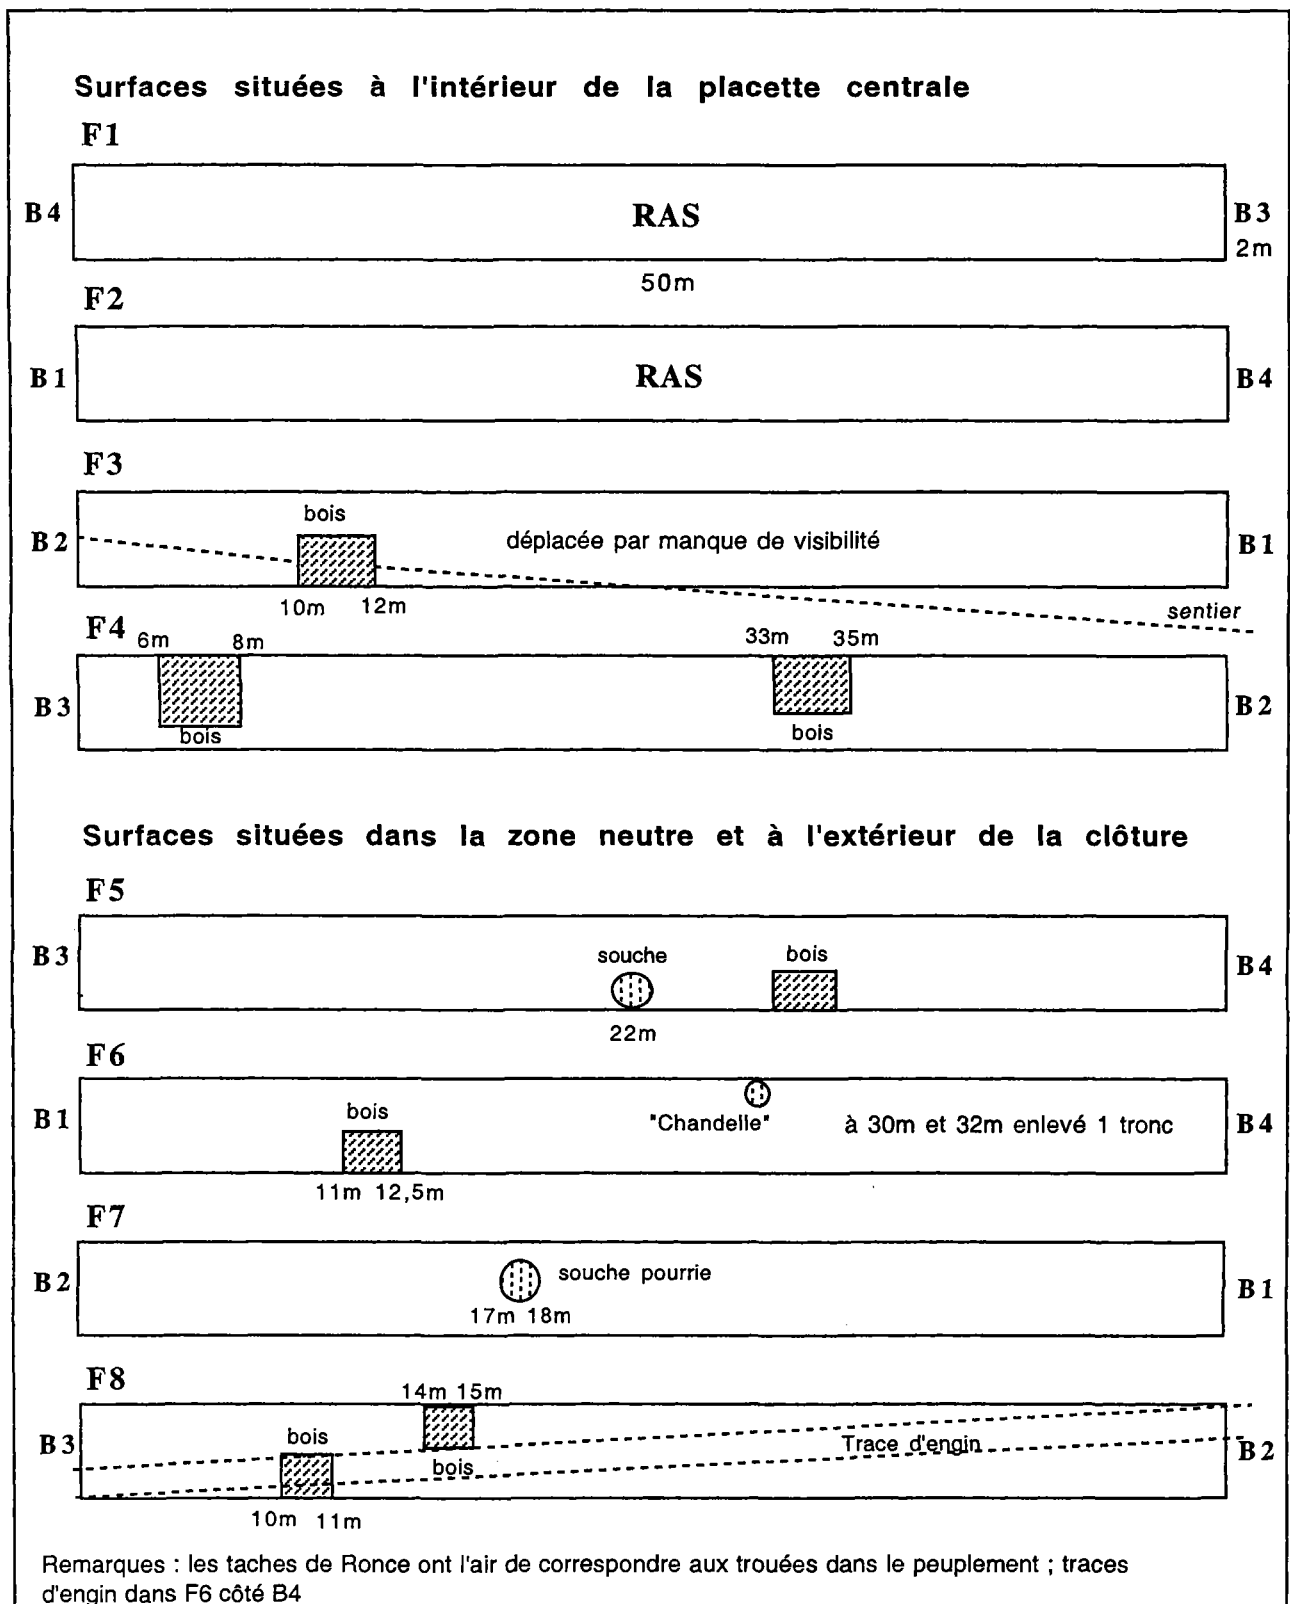 Surfaces situées à l'intérieur de la placette centrale
F1
B4 RAS B3
2m
50m
F2
B1 RAS B4
F3
bois
B2 déplacée par manque de visibilité B1
10m 12m
sentier
F4 6m 8m 33m 35m
B3 B2
bois bois
Surfaces situées dans la zone neutre et à l'extérieur de la clôture
F5
B3 souche bois B4
22m
F6
B1 bois "Chandelle" à 30m et 32m enlevé 1 tronc B4
11m 12,5m
F7
B2 souche pourrie B1
17m 18m
F8
14m 15m
B3 bois Trace d'engin B2
bois
10m 11m
Remarques : les taches de Ronce ont l'air de correspondre aux trouées dans le peuplement ; traces
d'engin dans F6 côté B4